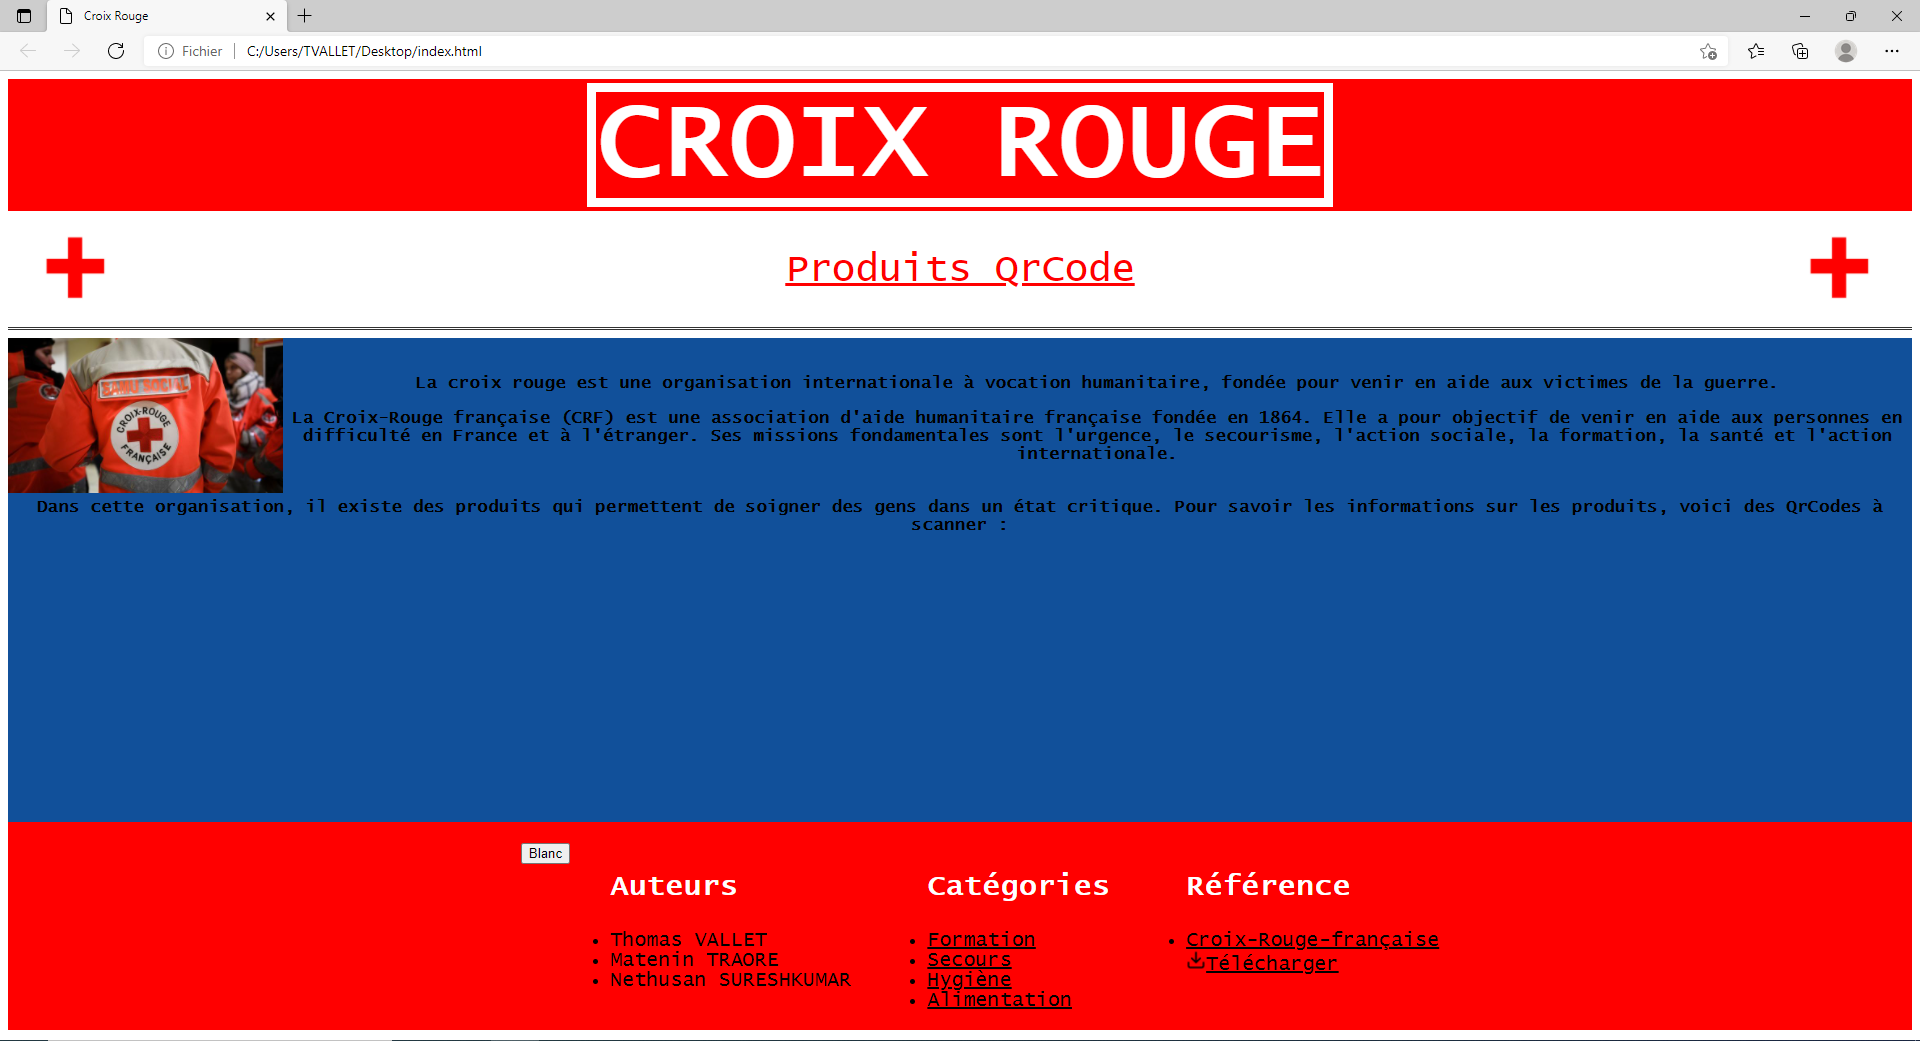 Croix Rouge
Fichier
C:/Users/TVALLET/Desktop/index.html
CROIX ROUGE
Produits QrCode
SAMU SOCIAL
CROIX-ROUGE
FRANÇAISE
La croix rouge est une organisation internationale à vocation humanitaire, fondée pour venir en aide aux victimes de la guerre.
La Croix-Rouge française (CRF) est une association d'aide humanitaire française fondée en 1864. Elle a pour objectif de venir en aide aux personnes en
difficulté en France et à l'étranger. Ses missions fondamentales sont l'urgence, le secourisme, l'action sociale, la formation, la santé et l'action
internationale.
Dans cette organisation, il existe des produits qui permettent de soigner des gens dans un état critique. Pour savoir les informations sur les produits, voici des QrCodes à
scanner :
Blanc
Auteurs
Thomas VALLET
Matenin TRAORE
Nethusan SURESHKUMAR
Catégories
Formation
Secours
Hygiène
Alimentation
Référence
Croix-Rouge-française
Télécharger